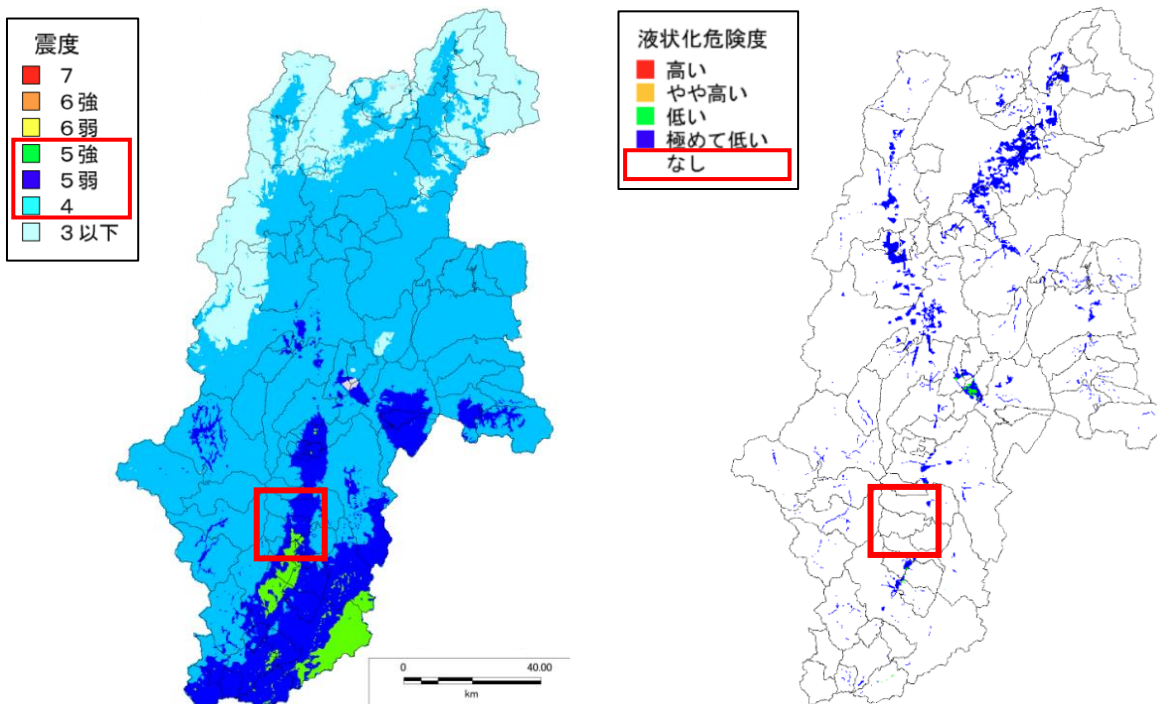 震度
7
6強
6弱
5強
5弱
4
3以下
0 40.00
km
液状化危険度
高い
やや高い
低い
極めて低い
なし